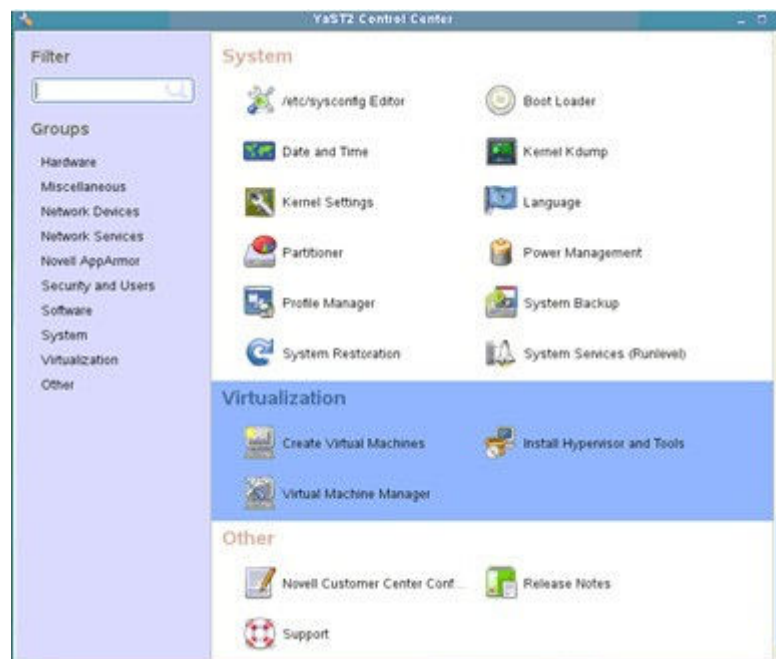 YaST2 Control Center
Filter
Groups
Hardware
Miscellaneous
Network Devices
Network Services
Novell AppArmor
Security and Users
Software
System
Virtualization
Other
System
/etc/sysconfig Editor
Boot Loader
Date and Time
Kernel Kdump
Kernel Settings
Language
Partitioner
Power Management
Profile Manager
System Backup
System Restoration
System Services (Runlevel)
Virtualization
Create Virtual Machines
Install Hypervisor and Tools
Virtual Machine Manager
Other
Novell Customer Center Conf...
Release Notes
Support